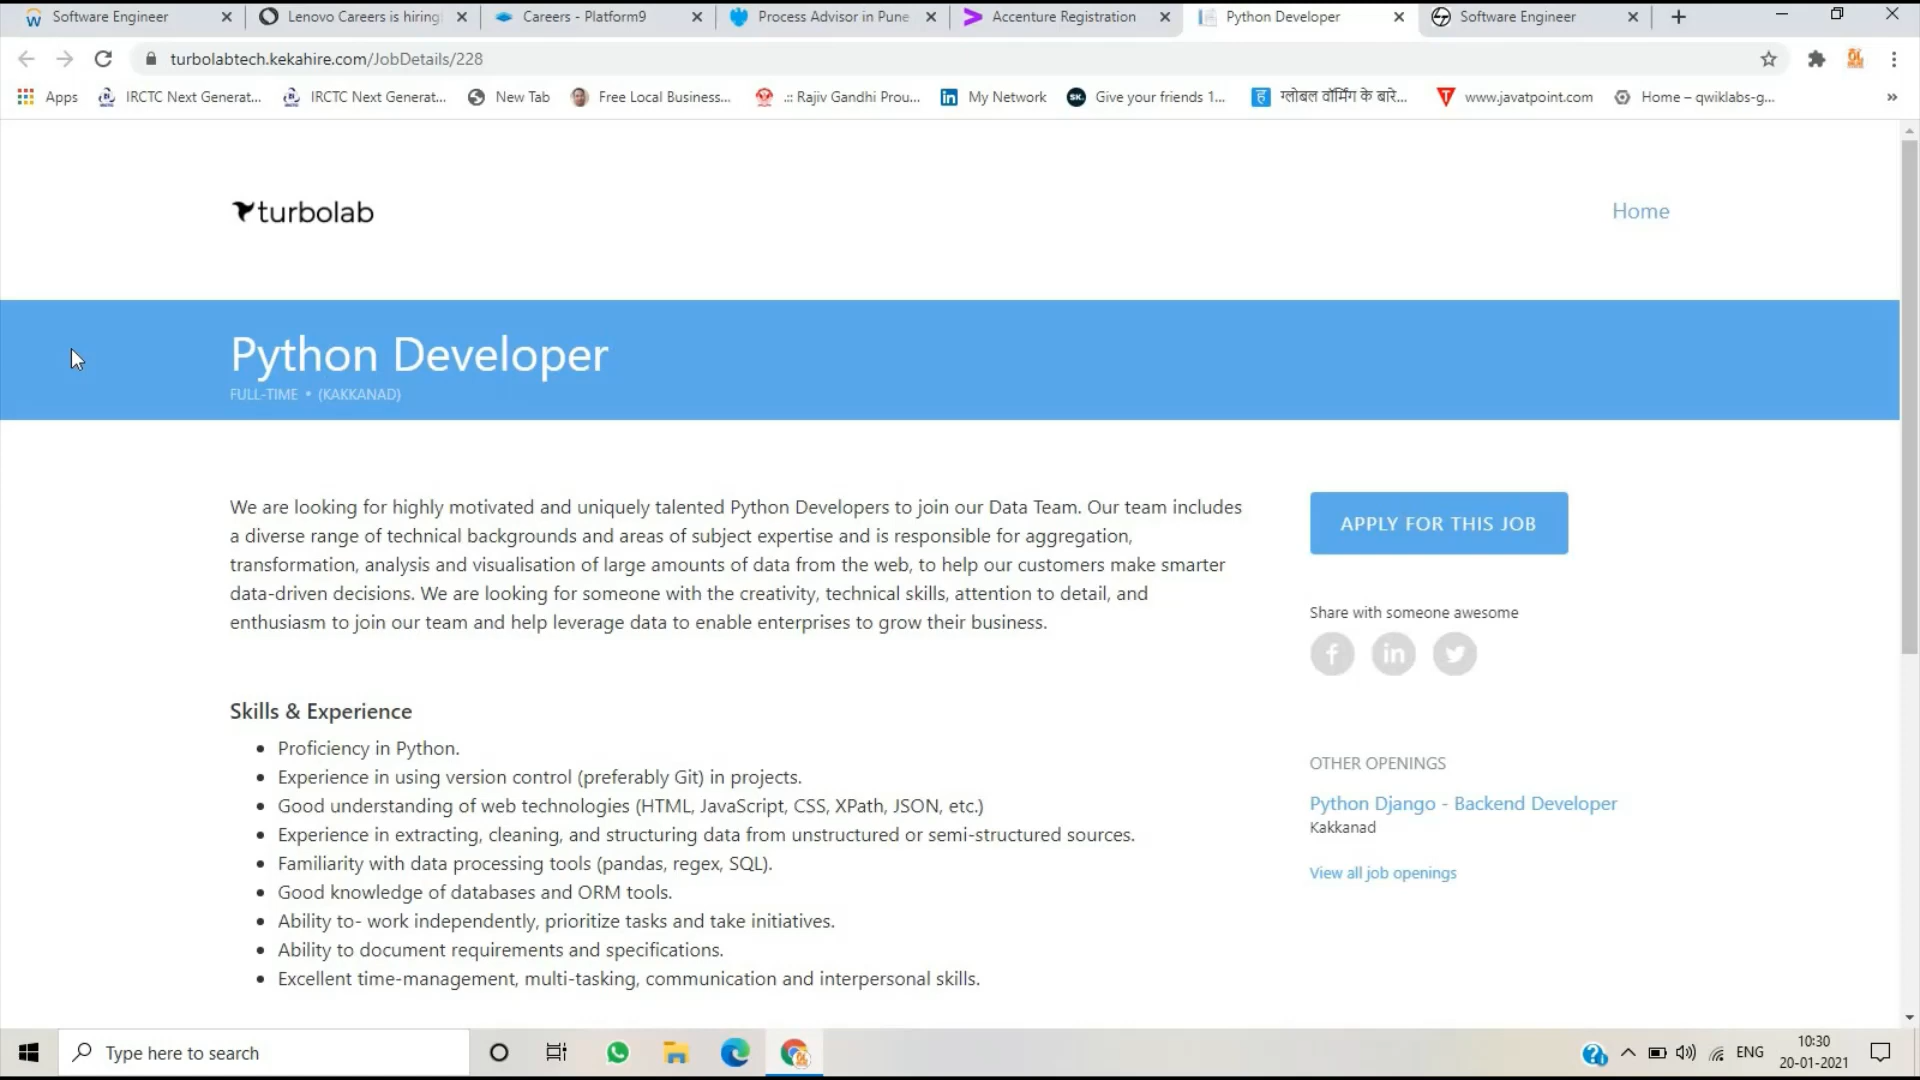 Software Engineer
Lenovo Careers is hiring
Careers - Platform9
Process Advisor in Pune
Accenture Registration
Python Developer
Software Engineer
turbolabtech.kekahire.com/JobDetails/228
Apps
IRCTC Next Generat...
IRCTC Next Generat...
New Tab
Free Local Business...
.:: Rajiv Gandhi Prou...
in My Network
SK. Give your friends 1...
ह ग्लोबल वॉर्मिंग के बारे...
www.javatpoint.com
Home – qwiklabs-g...
»
turbolab
Home
Python Developer
FULL-TIME • (KAKKANAD)
We are looking for highly motivated and uniquely talented Python Developers to join our Data Team. Our team includes
a diverse range of technical backgrounds and areas of subject expertise and is responsible for aggregation,
transformation, analysis and visualisation of large amounts of data from the web, to help our customers make smarter
data-driven decisions. We are looking for someone with the creativity, technical skills, attention to detail, and
enthusiasm to join our team and help leverage data to enable enterprises to grow their business.
Skills & Experience
• Proficiency in Python.
• Experience in using version control (preferably Git) in projects.
• Good understanding of web technologies (HTML, JavaScript, CSS, XPath, JSON, etc.)
• Experience in extracting, cleaning, and structuring data from unstructured or semi-structured sources.
• Familiarity with data processing tools (pandas, regex, SQL).
• Good knowledge of databases and ORM tools.
• Ability to- work independently, prioritize tasks and take initiatives.
• Ability to document requirements and specifications.
• Excellent time-management, multi-tasking, communication and interpersonal skills.
APPLY FOR THIS JOB
Share with someone awesome
f in
OTHER OPENINGS
Python Django - Backend Developer
Kakkanad
View all job openings
Type here to search
ENG
10:30
20-01-2021